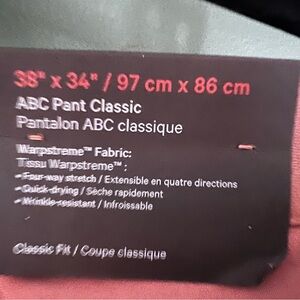 38" x 34" / 97 cm x 86 cm
ABC Pant Classic
Pantalon ABC classique
Warpstreme™ Fabric:
Tissu Warpstreme™ :
• Four-way stretch / Extensible en quatre directions
• Quick-drying / Sèche rapidement
• Wrinkle-resistant / Infroissable
Classic Fit / Coupe classique